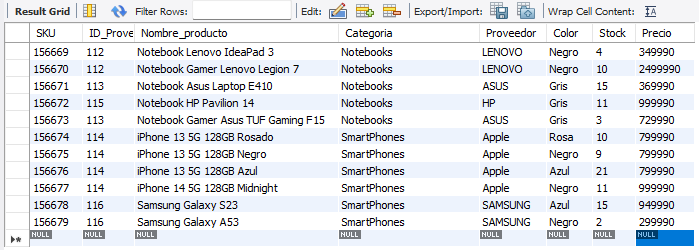 Result Grid Filter Rows: Edit: Export/Import: Wrap Cell Content:
SKU ID_Prove Nombre_producto Categoria Proveedor Color Stock Precio
156669 112 Notebook Lenovo IdeaPad 3 Notebooks LENOVO Negro 4 349990
156670 112 Notebook Gamer Lenovo Legion 7 Notebooks LENOVO Negro 10 2499990
156671 113 Notebook Asus Laptop E410 Notebooks ASUS Gris 15 369990
156672 115 Notebook HP Pavilion 14 Notebooks HP Gris 11 999990
156673 113 Notebook Gamer Asus TUF Gaming F15 Notebooks ASUS Gris 3 729990
156674 114 iPhone 13 5G 128GB Rosado SmartPhones Apple Rosa 10 799990
156675 114 iPhone 13 5G 128GB Negro SmartPhones Apple Negro 9 799990
156676 114 iPhone 13 5G 128GB Azul SmartPhones Apple Azul 21 799990
156677 114 iPhone 14 5G 128GB Midnight SmartPhones Apple Negro 11 999990
156678 116 Samsung Galaxy S23 SmartPhones SAMSUNG Azul 15 949990
156679 116 Samsung Galaxy A53 SmartPhones SAMSUNG Negro 2 299990
NULL NULL NULL NULL NULL NULL NULL NULL